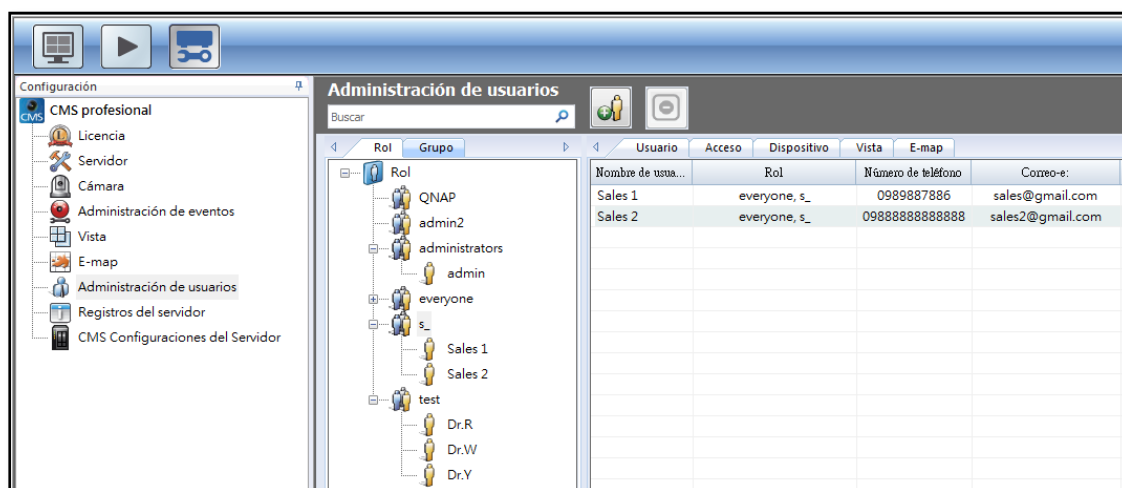 Configuración
CMS profesional
Licencia
Servidor
Cámara
Administración de eventos
Vista
E-map
Administración de usuarios
Registros del servidor
CMS Configuraciones del Servidor
Administración de usuarios
Buscar
Rol Grupo
Rol
QNAP
admin2
administrators
admin
everyone
s_
Sales 1
Sales 2
test
Dr.R
Dr.W
Dr.Y
Usuario Acceso Dispositivo Vista E-map
Nombre de usua... Rol Número de teléfono Correo-e:
Sales 1 everyone, s_ 0989887886 sales@gmail.com
Sales 2 everyone, s_ 09888888888888 sales2@gmail.com